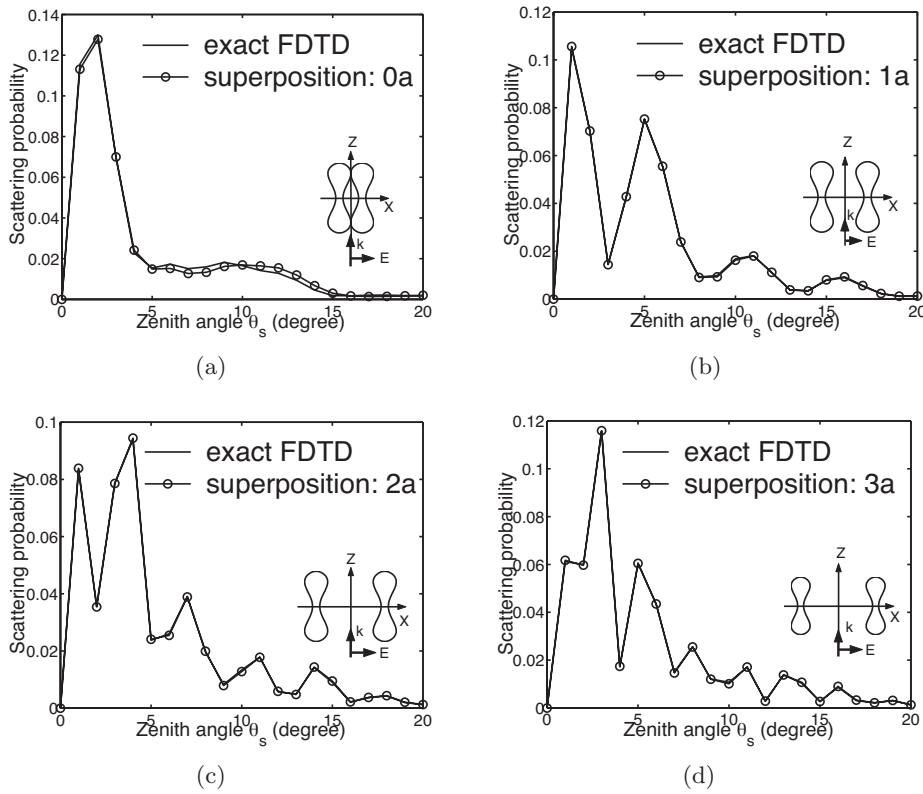 0.14
0.12
0.1
0.08
0.06
0.04
0.02
0
Scattering probability
exact FDTD
superposition: 0a
Z
X
k
E
0 5 10 15 20
Zenith angle θs (degree)
(a)
0.12
0.1
0.08
0.06
0.04
0.02
0
Scattering probability
exact FDTD
superposition: 1a
Z
X
k
E
0 5 10 15 20
Zenith angle θs (degree)
(b)
0.1
0.08
0.06
0.04
0.02
0
Scattering probability
exact FDTD
superposition: 2a
Z
X
k
E
0 5 10 15 20
Zenith angle θs (degree)
(c)
0.12
0.1
0.08
0.06
0.04
0.02
0
Scattering probability
exact FDTD
superposition: 3a
Z
X
k
E
0 5 10 15 20
Zenith angle θs (degree)
(d)